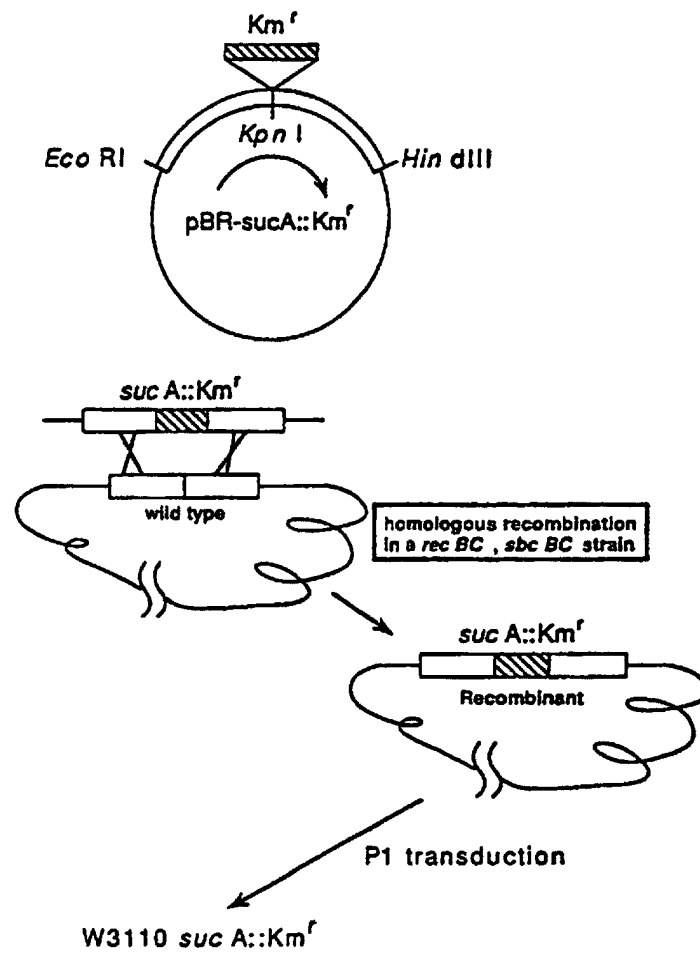 Km^r
Kpn I
Eco RI
Hin dIII
pBR-sucA::Km^r
suc A::Km^r
wild type
homologous recombination
in a rec BC , sbc BC strain
suc A::Km^r
Recombinant
P1 transduction
W3110 suc A::Km^r